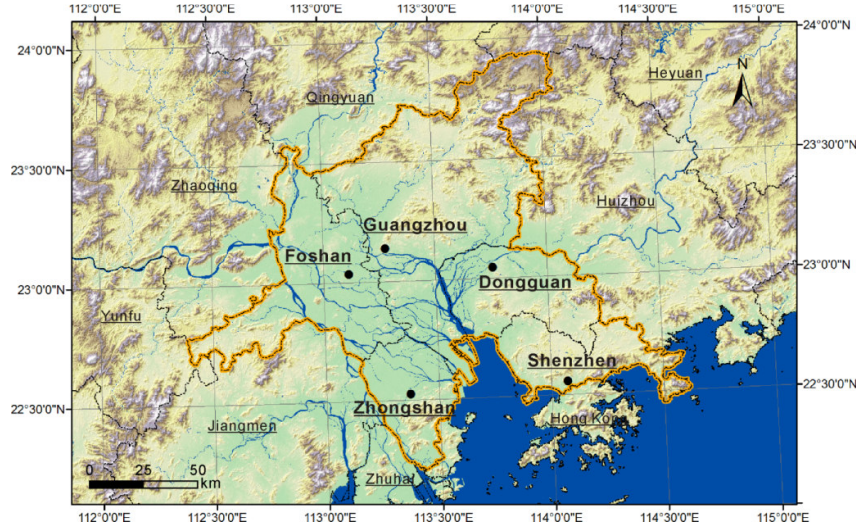 112°0'0"E 112°30'0"E 113°0'0"E 113°30'0"E 114°0'0"E 114°30'0"E 115°0'0"E
24°0'0"N
24°0'0"N
N
Heyuan
Qingyuan
23°30'0"N
23°30'0"N
Zhaoqing
Huizhou
Guangzhou
Foshan
Dongguan
23°0'0"N
23°0'0"N
Yunfu
Shenzhen
22°30'0"N
22°30'0"N
Zhongshan
Hong Kong
Jiangmen
Zhuhai
0 25 50
km
112°0'0"E 112°30'0"E 113°0'0"E 113°30'0"E 114°0'0"E 114°30'0"E 115°0'0"E